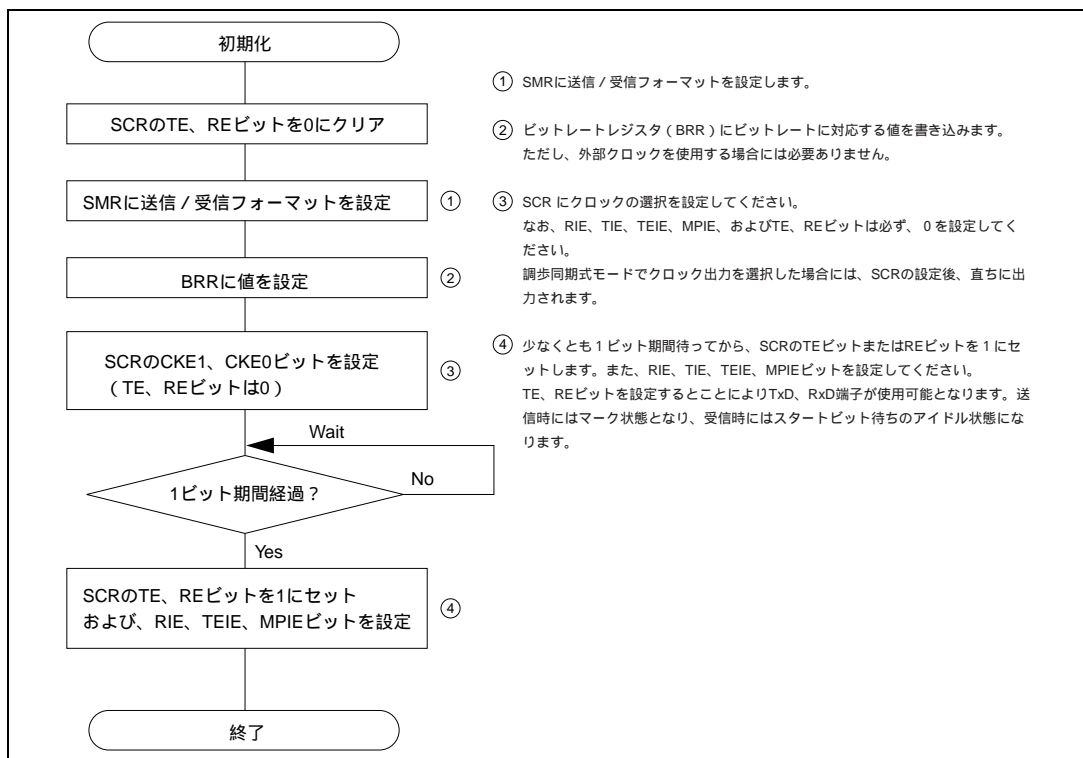 初期化
SCRのTE、REビットを0にクリア
SMRに送信／受信フォーマットを設定
①
BRRに値を設定
②
SCRのCKE1、CKE0ビットを設定
（TE、REビットは0）
③
Wait
1ビット期間経過？
No
Yes
SCRのTE、REビットを1にセット
および、RIE、TEIE、MPIEビットを設定
④
終了
① SMRに送信／受信フォーマットを設定します。
② ビットレートレジスタ（BRR）にビットレートに対応する値を書き込みます。
ただし、外部クロックを使用する場合には必要ありません。
③ SCR にクロックの選択を設定してください。
なお、RIE、TIE、TEIE、MPIE、およびTE、REビットは必ず、０を設定してく
ださい。
調歩同期式モードでクロック出力を選択した場合には、SCRの設定後、直ちに出
力されます。
④ 少なくとも１ビット期間待ってから、SCRのTEビットまたはREビットを１にセ
ットします。また、RIE、TIE、TEIE、MPIEビットを設定してください。
TE、REビットを設定するとことによりTxD、RxD端子が使用可能となります。送
信時にはマーク状態となり、受信時にはスタートビット待ちのアイドル状態にな
ります。